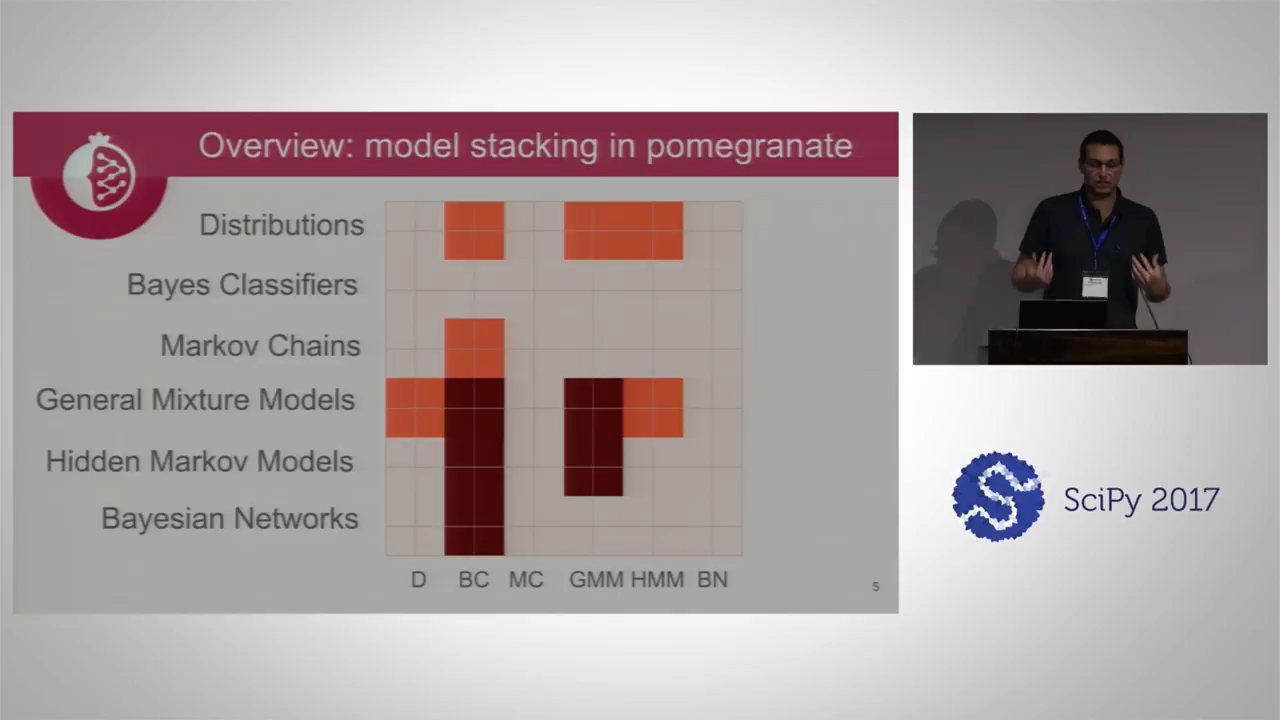 Overview: model stacking in pomegranate
Distributions
Bayes Classifiers
Markov Chains
General Mixture Models
Hidden Markov Models
Bayesian Networks
D BC MC GMM HMM BN
5
SciPy 2017